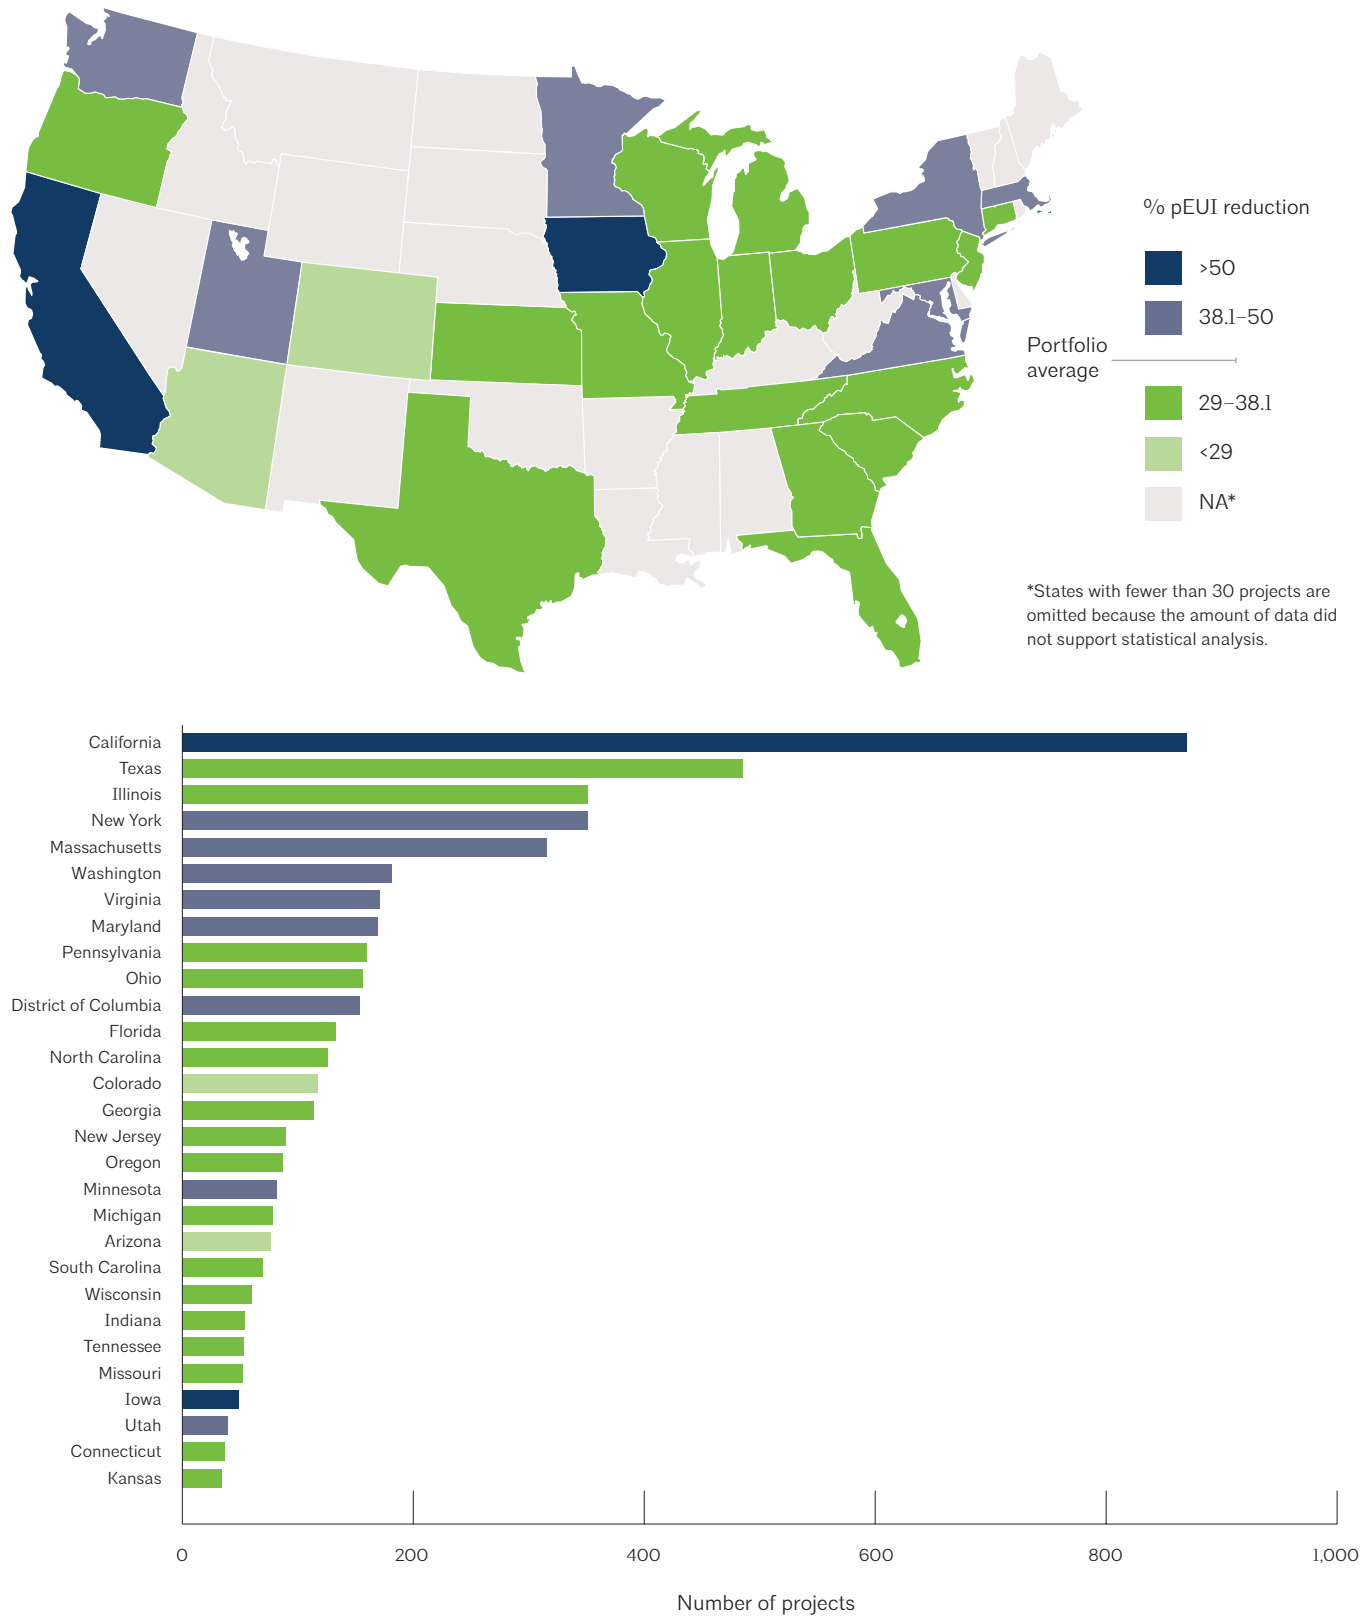 % pEUI reduction
>50
38.1–50
Portfolio
average
29–38.1
<29
NA*
*States with fewer than 30 projects are
omitted because the amount of data did
not support statistical analysis.
California
Texas
Illinois
New York
Massachusetts
Washington
Virginia
Maryland
Pennsylvania
Ohio
District of Columbia
Florida
North Carolina
Colorado
Georgia
New Jersey
Oregon
Minnesota
Michigan
Arizona
South Carolina
Wisconsin
Indiana
Tennessee
Missouri
Iowa
Utah
Connecticut
Kansas
0 200 400 600 800 1,000
Number of projects